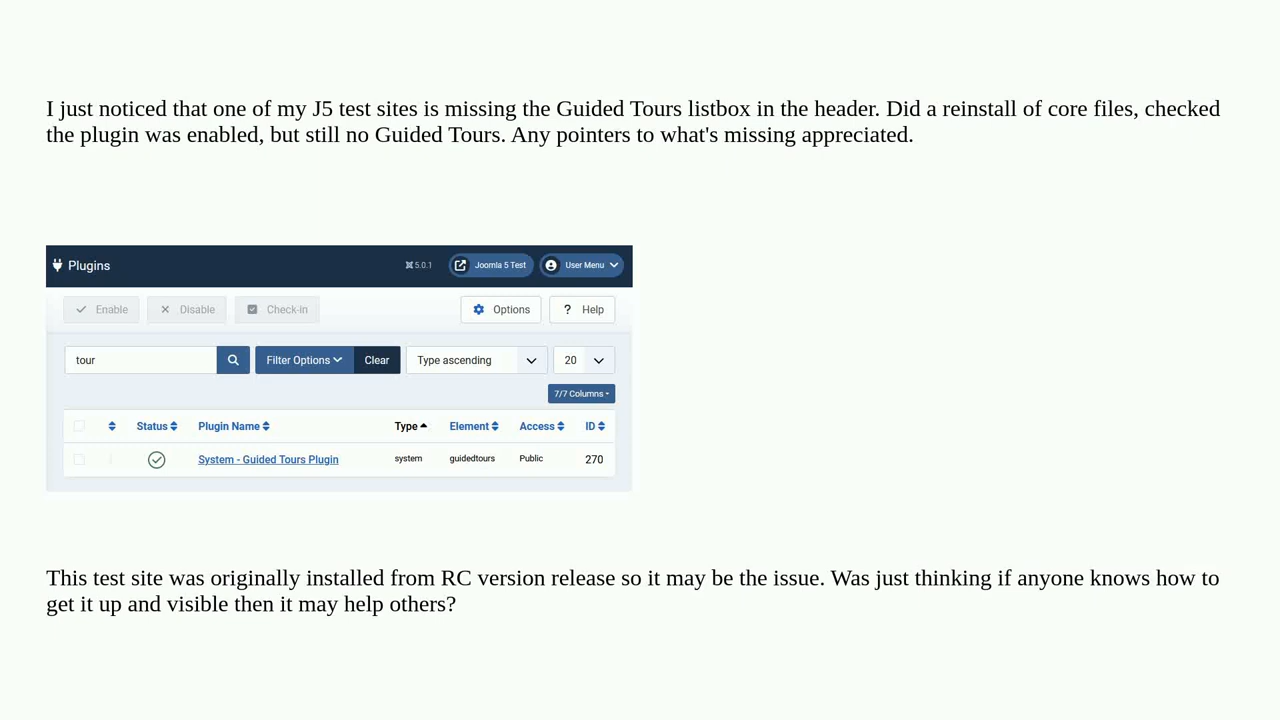 I just noticed that one of my J5 test sites is missing the Guided Tours listbox in the header. Did a reinstall of core files, checked
the plugin was enabled, but still no Guided Tours. Any pointers to what's missing appreciated.
Plugins 5.0.1 Joomla 5 Test User Menu
Enable Disable Check-in Options ? Help
tour Filter Options Clear Type ascending 20
7/7 Columns
Status Plugin Name Type Element Access ID
System - Guided Tours Plugin system guidedtours Public 270
This test site was originally installed from RC version release so it may be the issue. Was just thinking if anyone knows how to
get it up and visible then it may help others?